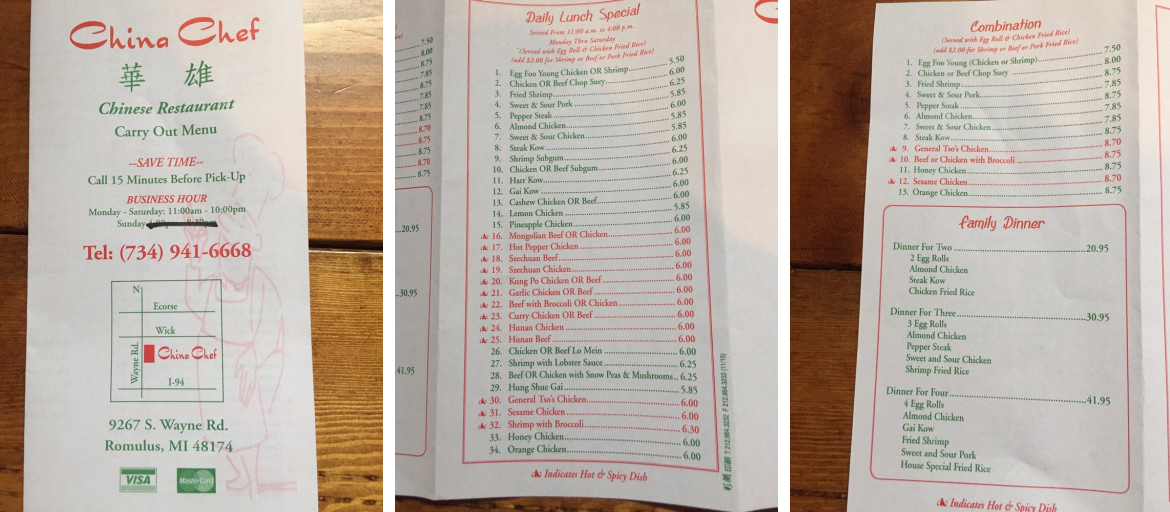 China Chef
華 雄
Chinese Restaurant
Carry Out Menu
--SAVE TIME--
Call 15 Minutes Before Pick-Up
BUSINESS HOUR
Monday - Saturday: 11:00am - 10:00pm
Sunday
Tel: (734) 941-6668
N
Ecorse
Wick
Wayne Rd.
China Chef
I-94
9267 S. Wayne Rd.
Romulus, MI 48174
VISA MasterCard
Daily Lunch Special
Served From 11:00 a.m. to 4:00 p.m.
Monday Thru Saturday
(Served with Egg Roll & Chicken Fried Rice)
(add $2.00 for Shrimp or Beef or Pork Fried Rice)
1. Egg Foo Young Chicken OR Shrimp 5.50
2. Chicken OR Beef Chop Suey 6.00
3. Fried Shrimp 6.25
4. Sweet & Sour Pork 5.85
5. Pepper Steak 6.00
6. Almond Chicken 5.85
7. Sweet & Sour Chicken 5.85
8. Steak Kow 6.00
9. Shrimp Subgum 6.25
10. Chicken OR Beef Subgum 6.00
11. Harr Kow 6.25
12. Gai Kow 6.00
13. Cashew Chicken OR Beef 6.00
14. Lemon Chicken 5.85
15. Pineapple Chicken 6.00
16. Mongolian Beef OR Chicken 6.00
17. Hot Pepper Chicken 6.00
18. Szechuan Beef 6.00
19. Szechuan Chicken 6.00
20. Kung Po Chicken OR Beef 6.00
21. Garlic Chicken OR Beef 6.00
22. Beef with Broccoli OR Chicken 6.00
23. Curry Chicken OR Beef 6.00
24. Hunan Chicken 6.00
25. Hunan Beef 6.00
26. Chicken OR Beef Lo Mein 6.00
27. Shrimp with Lobster Sauce 6.25
28. Beef OR Chicken with Snow Peas & Mushrooms 6.25
29. Hung Shue Gai 5.85
30. General Tso's Chicken 6.00
31. Sesame Chicken 6.00
32. Shrimp with Broccoli 6.30
33. Honey Chicken 6.00
34. Orange Chicken 6.00
Indicates Hot & Spicy Dish
Combination
(Served with Egg Roll & Chicken Fried Rice)
(add $2.00 for Shrimp or Beef or Pork Fried Rice)
1. Egg Foo Young (Chicken or Shrimp) 7.50
2. Chicken or Beef Chop Suey 8.00
3. Fried Shrimp 8.75
4. Sweet & Sour Pork 7.85
5. Pepper Steak 8.75
6. Almond Chicken 7.85
7. Sweet & Sour Chicken 7.85
8. Steak Kow 8.75
9. General Tso's Chicken 8.70
10. Beef or Chicken with Broccoli 8.75
11. Honey Chicken 8.75
12. Sesame Chicken 8.70
13. Orange Chicken 8.75
Family Dinner
Dinner For Two 20.95
2 Egg Rolls
Almond Chicken
Steak Kow
Chicken Fried Rice
Dinner For Three 30.95
3 Egg Rolls
Almond Chicken
Pepper Steak
Sweet and Sour Chicken
Shrimp Fried Rice
Dinner For Four 41.95
4 Egg Rolls
Almond Chicken
Gai Kow
Fried Shrimp
Sweet and Sour Pork
House Special Fried Rice
Indicates Hot & Spicy Dish